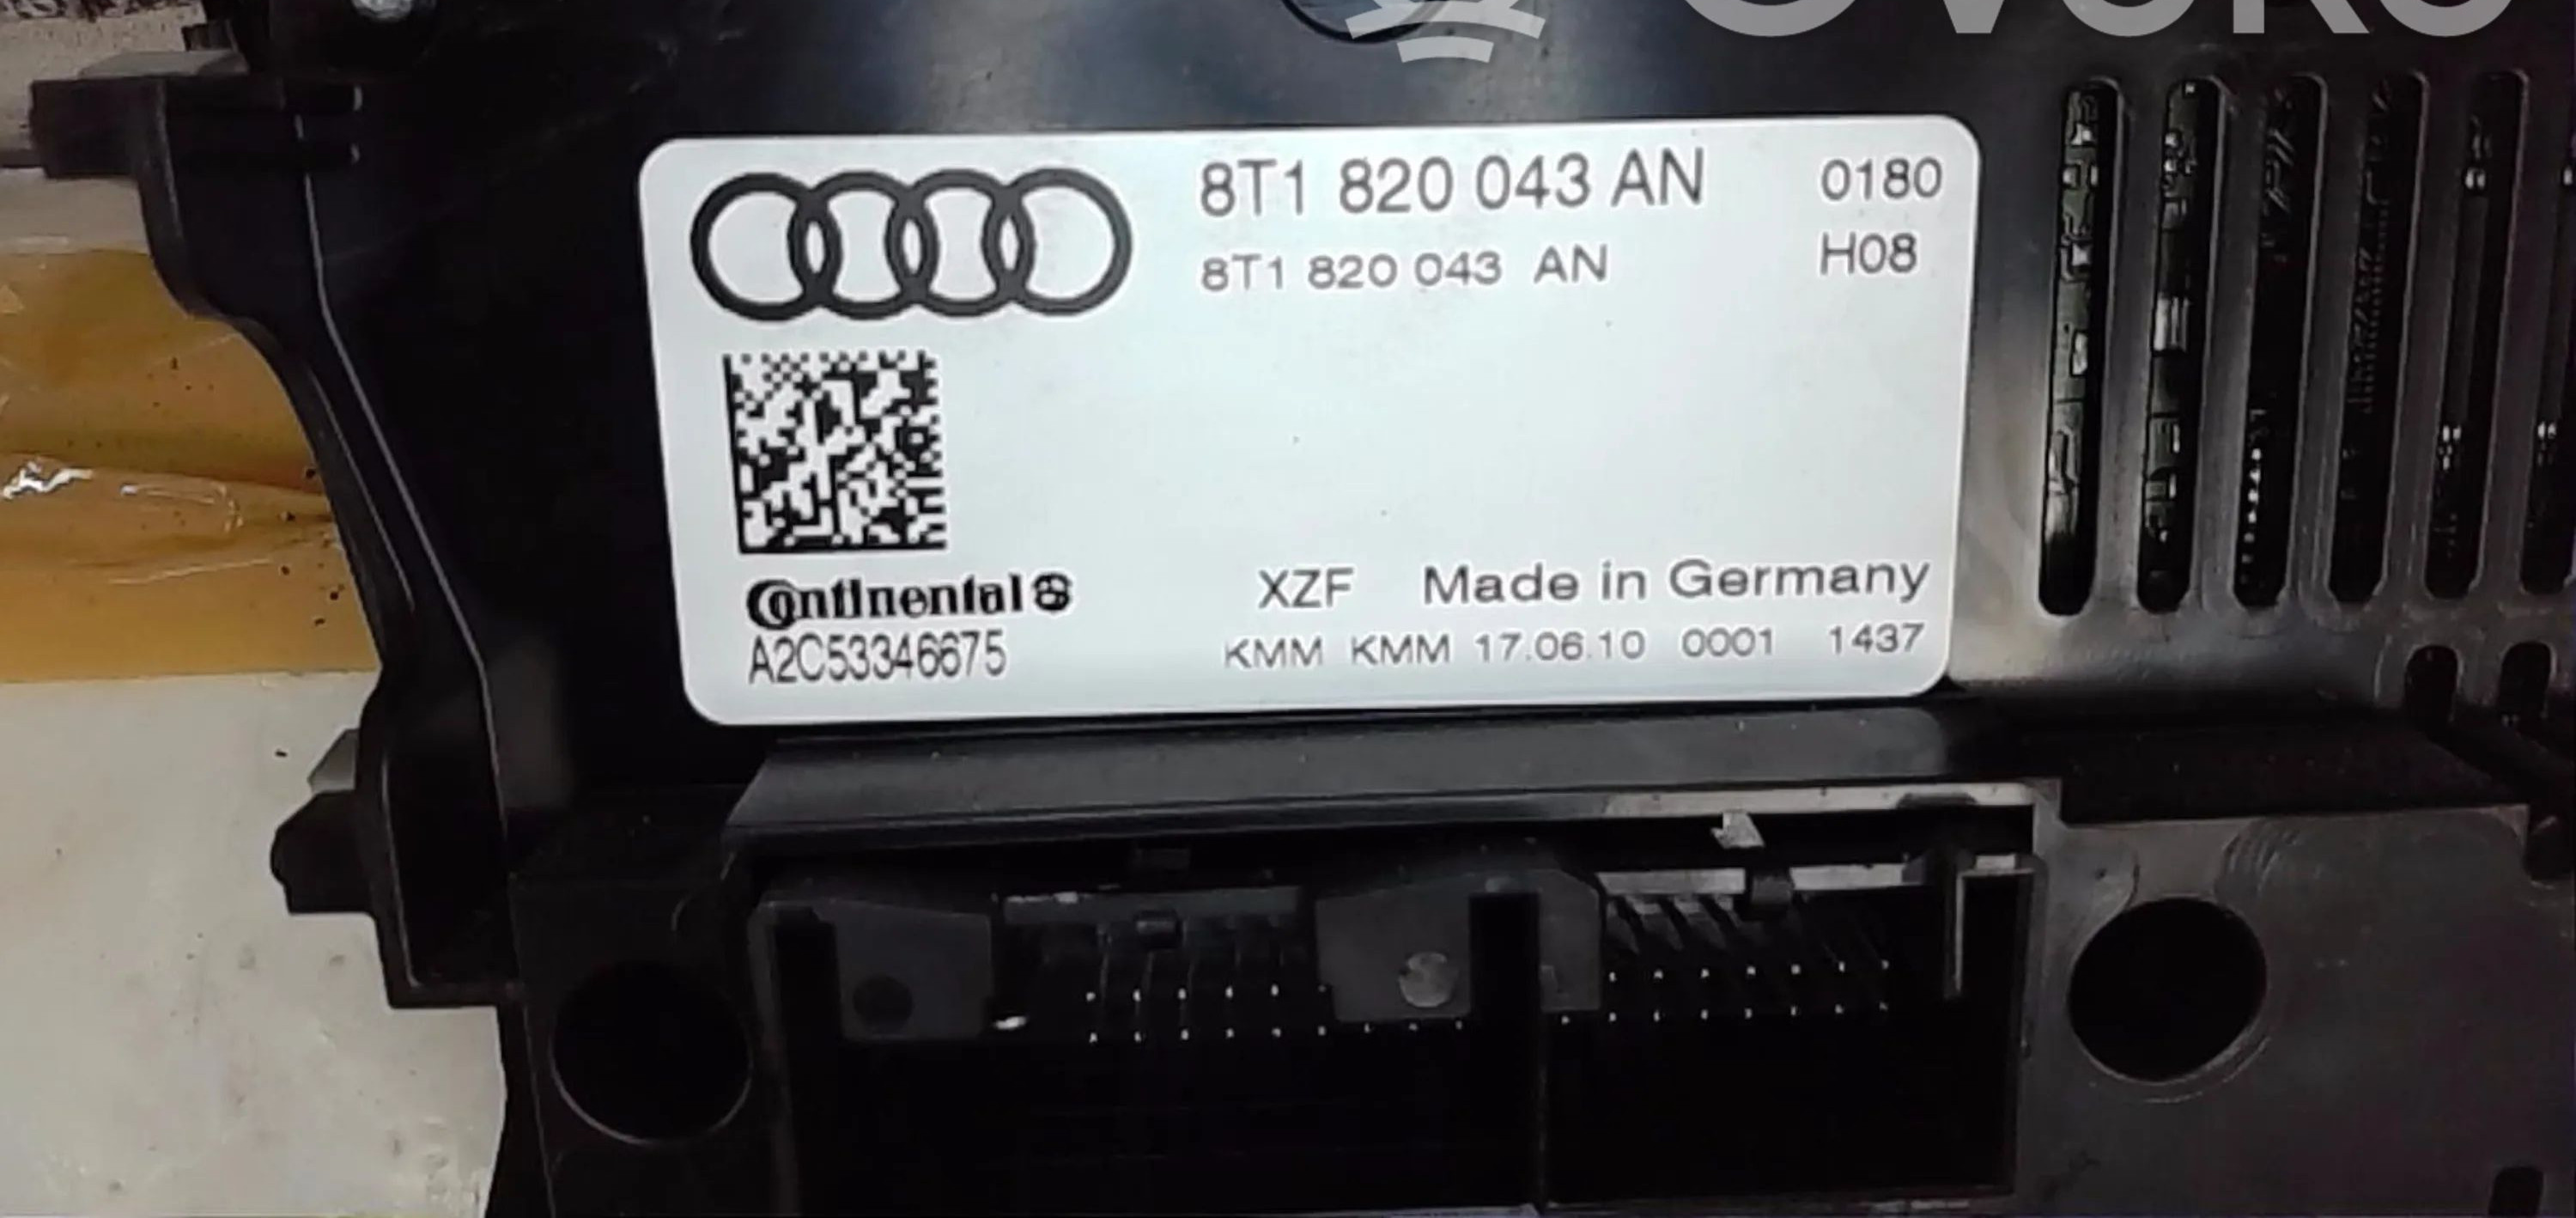 8T1 820 043 AN 0180
8T1 820 043 AN H08
Continental
A2C53346675
XZF Made in Germany
KMM KMM 17.06.10 0001 1437